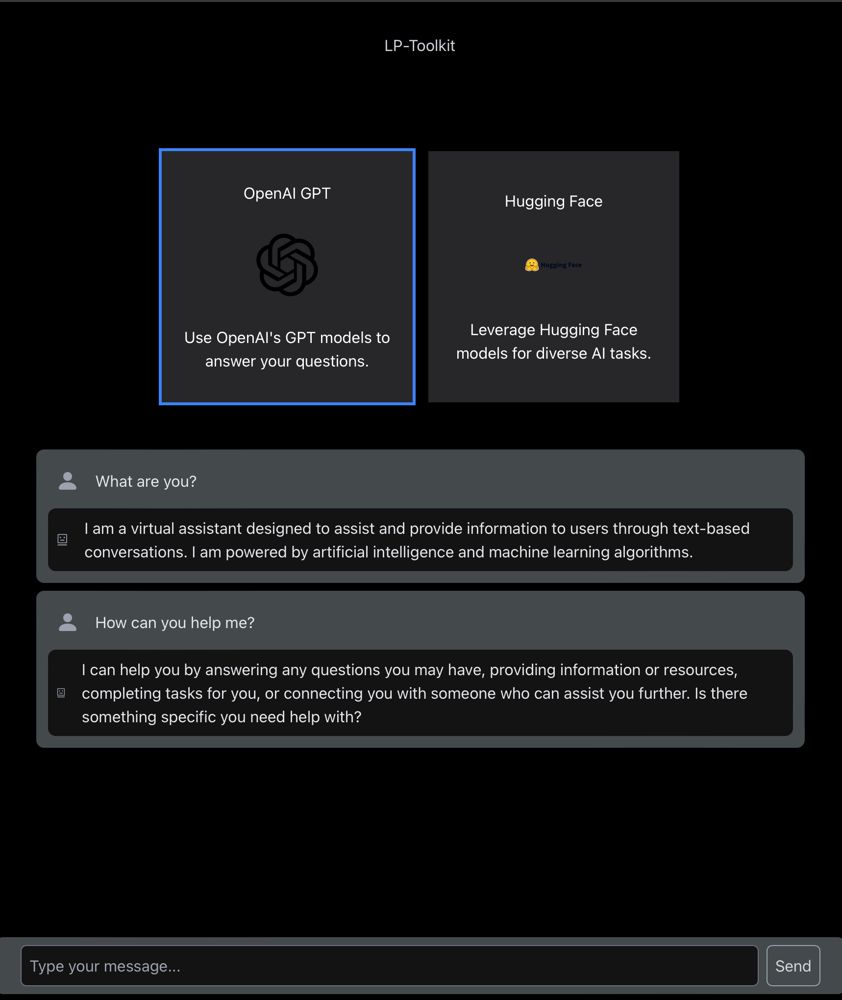 LP-Toolkit
OpenAI GPT
Use OpenAI's GPT models to
answer your questions.
Hugging Face
Hugging Face
Leverage Hugging Face
models for diverse AI tasks.
What are you?
I am a virtual assistant designed to assist and provide information to users through text-based
conversations. I am powered by artificial intelligence and machine learning algorithms.
How can you help me?
I can help you by answering any questions you may have, providing information or resources,
completing tasks for you, or connecting you with someone who can assist you further. Is there
something specific you need help with?
Type your message...
Send